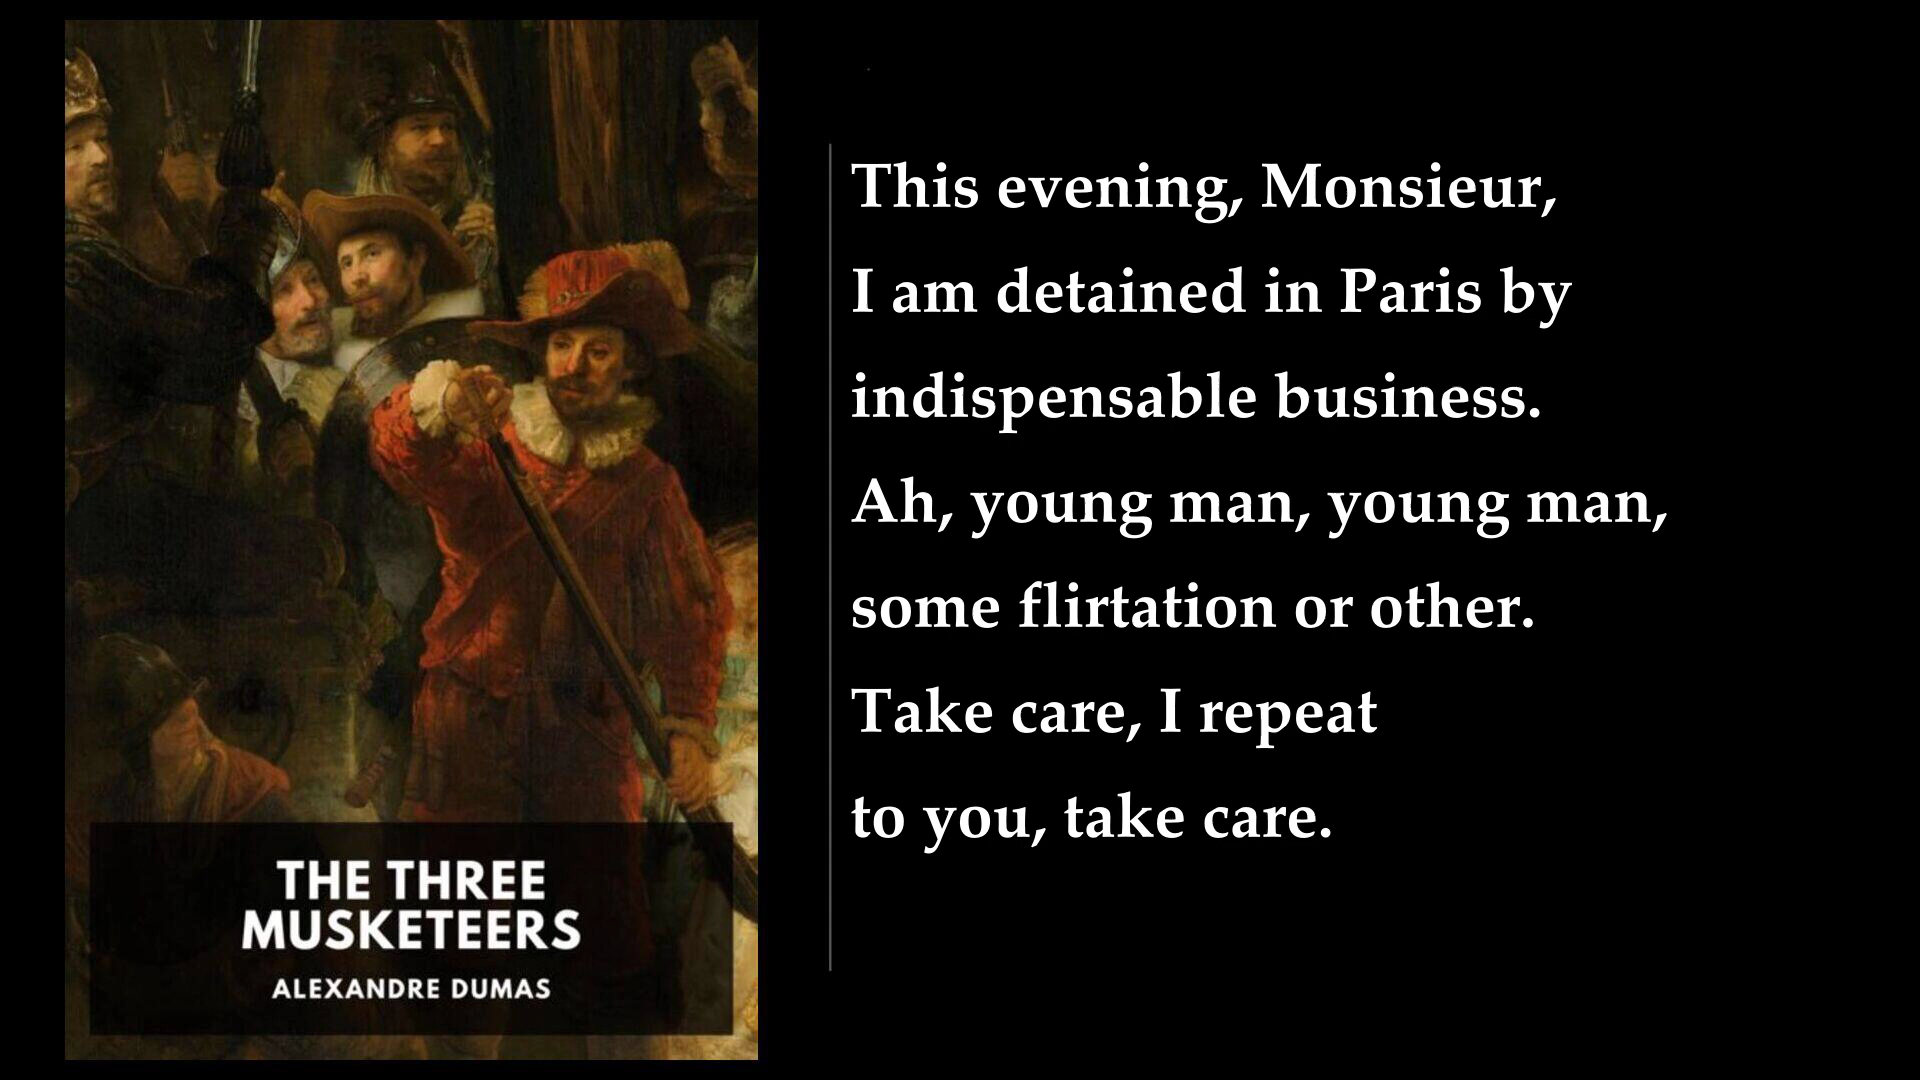 THE THREE
MUSKETEERS
ALEXANDRE DUMAS
This evening, Monsieur,
I am detained in Paris by
indispensable business.
Ah, young man, young man,
some flirtation or other.
Take care, I repeat
to you, take care.